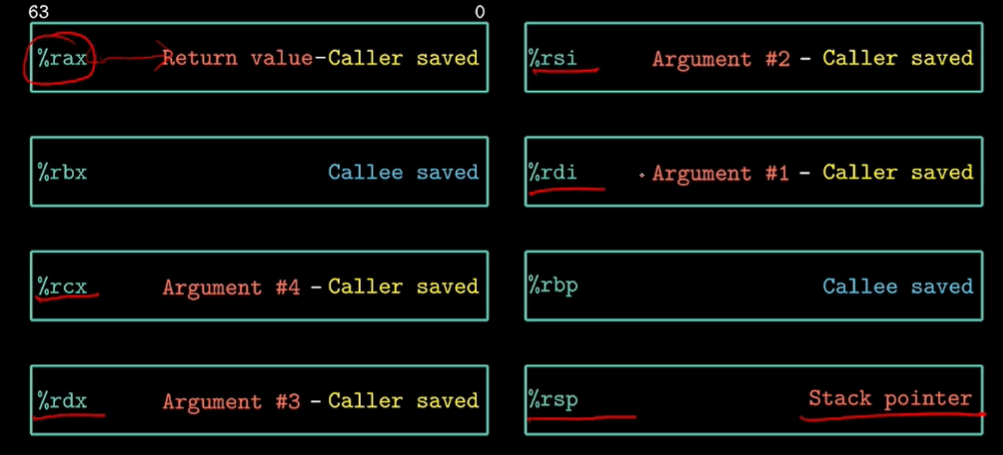 63 0
%rax Return value-Caller saved
%rbx Callee saved
%rcx Argument #4 - Caller saved
%rdx Argument #3 - Caller saved
%rsi Argument #2 - Caller saved
%rdi Argument #1 - Caller saved
%rbp Callee saved
%rsp Stack pointer